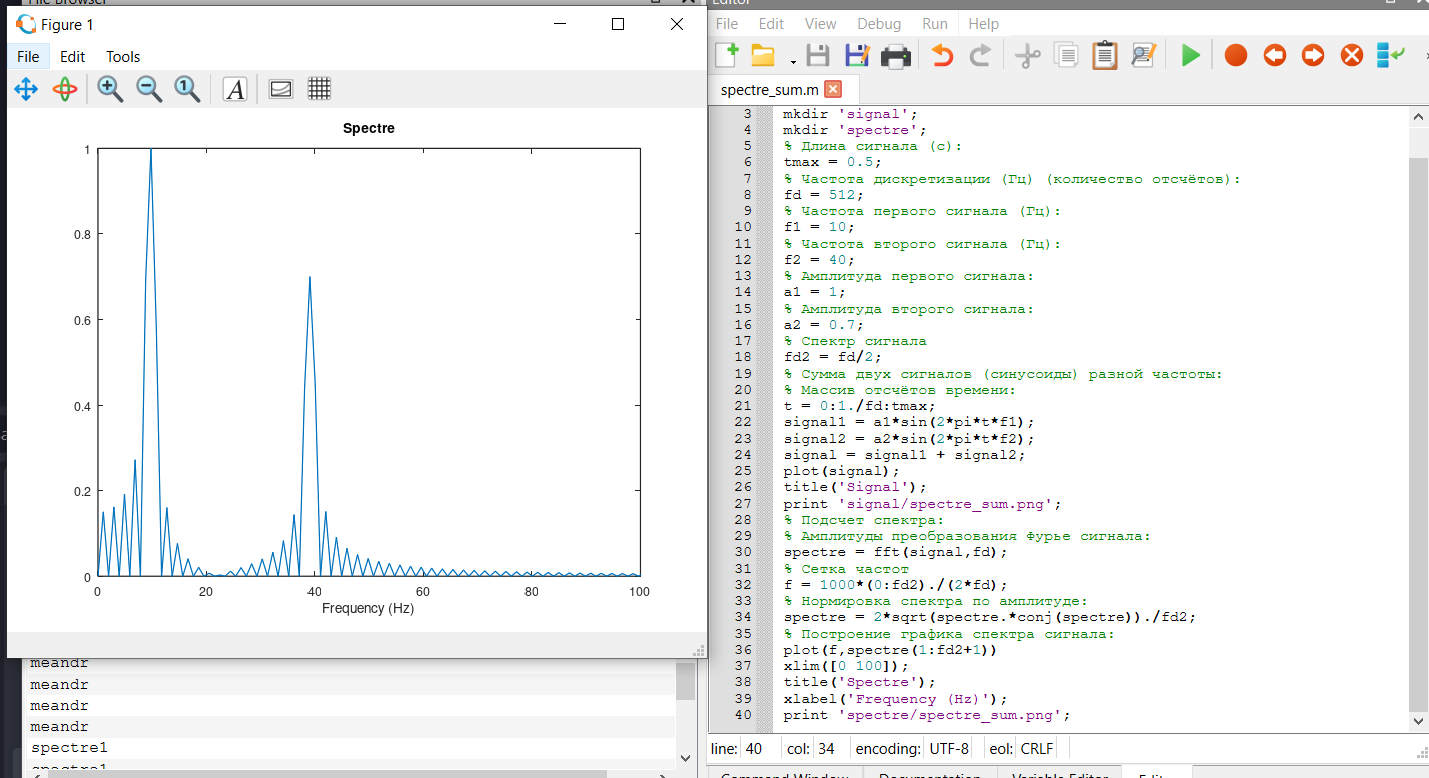 File Browser
Editor
Figure 1
File Edit Tools
A
Spectre
1
0.8
0.6
0.4
0.2
0
0 20 40 60 80 100
Frequency (Hz)
meandr
meandr
meandr
meandr
spectre1
spectre1
File Edit View Debug Run Help
spectre_sum.m
3 mkdir 'signal';
4 mkdir 'spectre';
5 % Длина сигнала (с):
6 tmax = 0.5;
7 % Частота дискретизации (Гц) (количество отсчётов):
8 fd = 512;
9 % Частота первого сигнала (Гц):
10 f1 = 10;
11 % Частота второго сигнала (Гц):
12 f2 = 40;
13 % Амплитуда первого сигнала:
14 a1 = 1;
15 % Амплитуда второго сигнала:
16 a2 = 0.7;
17 % Спектр сигнала
18 fd2 = fd/2;
19 % Сумма двух сигналов (синусоиды) разной частоты:
20 % Массив отсчётов времени:
21 t = 0:1./fd:tmax;
22 signal1 = a1*sin(2*pi*t*f1);
23 signal2 = a2*sin(2*pi*t*f2);
24 signal = signal1 + signal2;
25 plot(signal);
26 title('Signal');
27 print 'signal/spectre_sum.png';
28 % Подсчет спектра:
29 % Амплитуды преобразования Фурье сигнала:
30 spectre = fft(signal,fd);
31 % Сетка частот
32 f = 1000*(0:fd2)./(2*fd);
33 % Нормировка спектра по амплитуде:
34 spectre = 2*sqrt(spectre.*conj(spectre))./fd2;
35 % Построение графика спектра сигнала:
36 plot(f,spectre(1:fd2+1))
37 xlim([0 100]);
38 title('Spectre');
39 xlabel('Frequency (Hz)');
40 print 'spectre/spectre_sum.png';
line: 40 col: 34 encoding: UTF-8 eol: CRLF
Command Window Documentation Variable Editor Editor